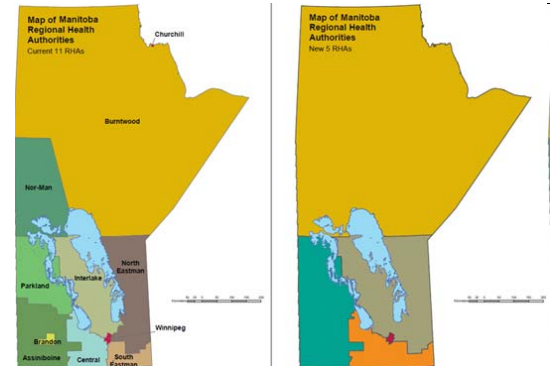 Map of Manitoba
Regional Health
Authorities
Current 11 RHAs
Churchill
Burntwood
Nor-Man
North
Eastman
Interlake
Parkland
Winnipeg
Brandon
Assiniboine
Central
South
Eastman
Map of Manitoba
Regional Health
Authorities
New 5 RHAs